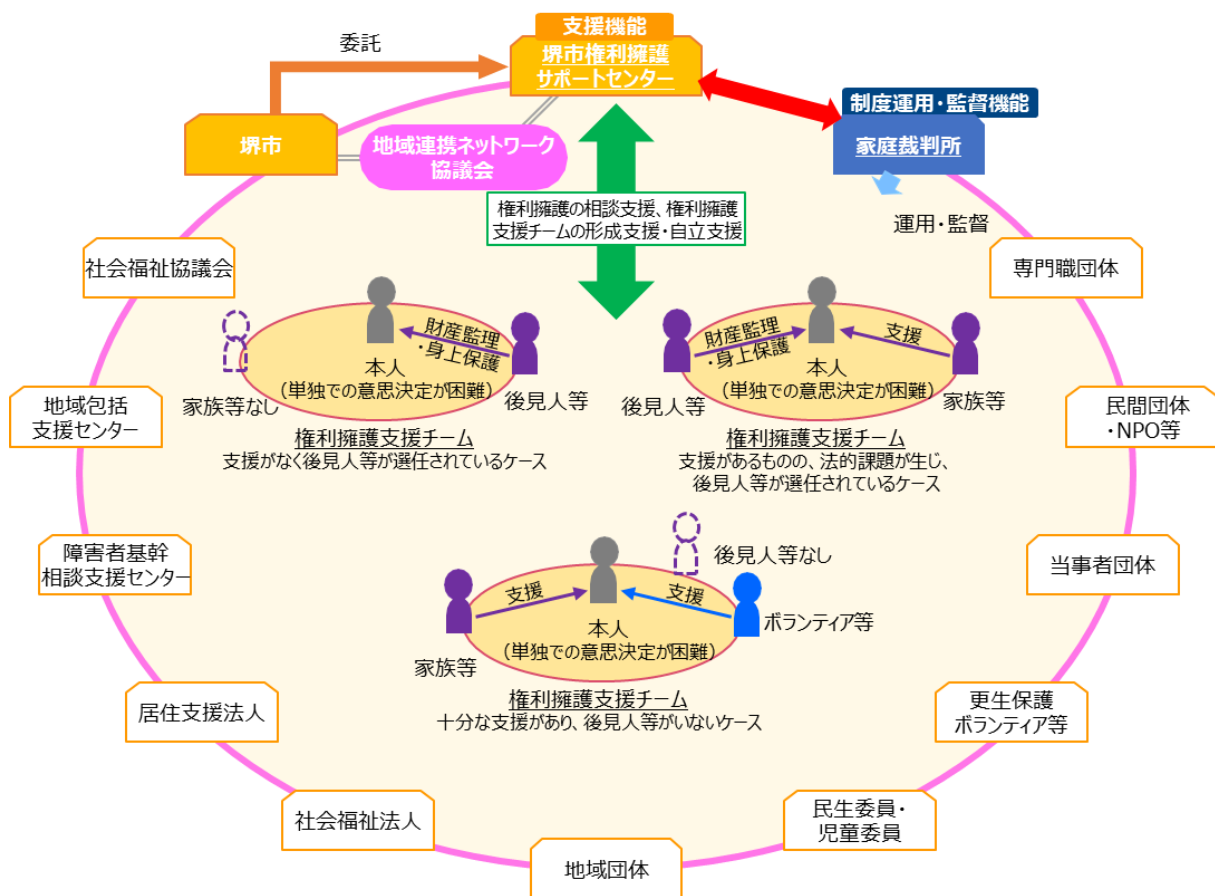 支援機能
堺市権利擁護
サポートセンター
委託
堺市
地域連携ネットワーク
協議会
制度運用・監督機能
家庭裁判所
運用・監督
権利擁護の相談支援、権利擁護
支援チームの形成支援・自立支援
社会福祉協議会
専門職団体
財産監理
・身上保護
本人
(単独での意思決定が困難)
家族等なし
後見人等
権利擁護支援チーム
支援がなく後見人等が選任されているケース
財産監理
・身上保護
支援
本人
(単独での意思決定が困難)
後見人等
家族等
権利擁護支援チーム
支援があるものの、法的課題が生じ、
後見人等が選任されているケース
地域包括
支援センター
民間団体
・NPO等
障害者基幹
相談支援センター
当事者団体
後見人等なし
支援
支援
本人
(単独での意思決定が困難)
家族等
ボランティア等
権利擁護支援チーム
十分な支援があり、後見人等がいないケース
居住支援法人
更生保護
ボランティア等
社会福祉法人
民生委員・
児童委員
地域団体